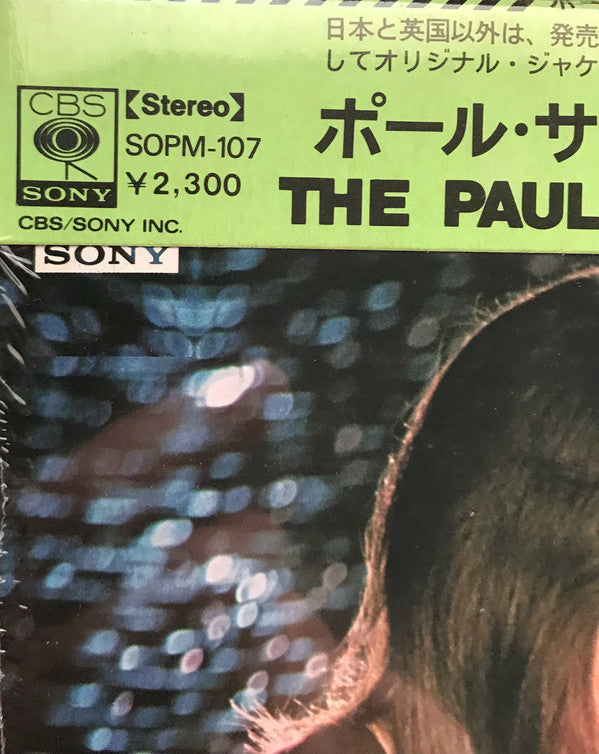 日本と英国以外は、発売
してオリジナル・ジャケ
CBS
SONY
【Stereo】
SOPM-107
¥2,300
CBS/SONY INC.
ポール・サ
THE PAUL
SONY